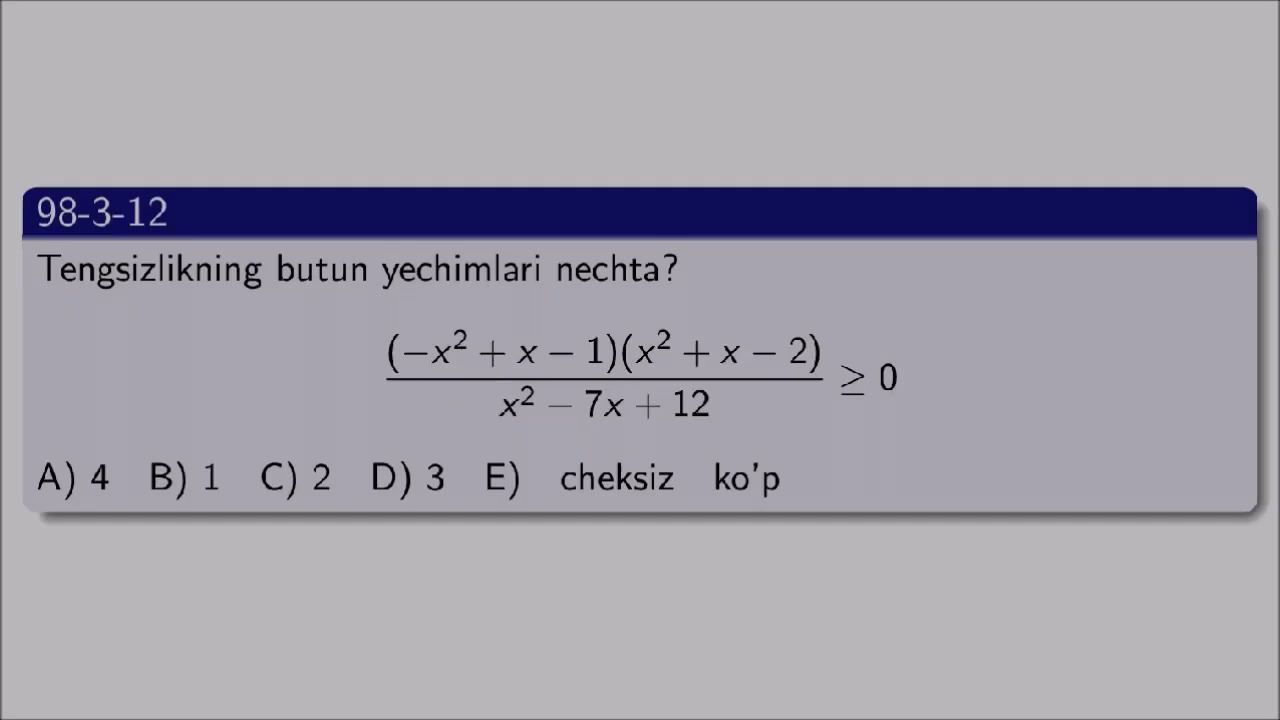 98-3-12
Tengsizlikning butun yechimlari nechta?
(−x² + x − 1)(x² + x − 2)
x² − 7x + 12
≥ 0
A) 4 B) 1 C) 2 D) 3 E) cheksiz ko'p